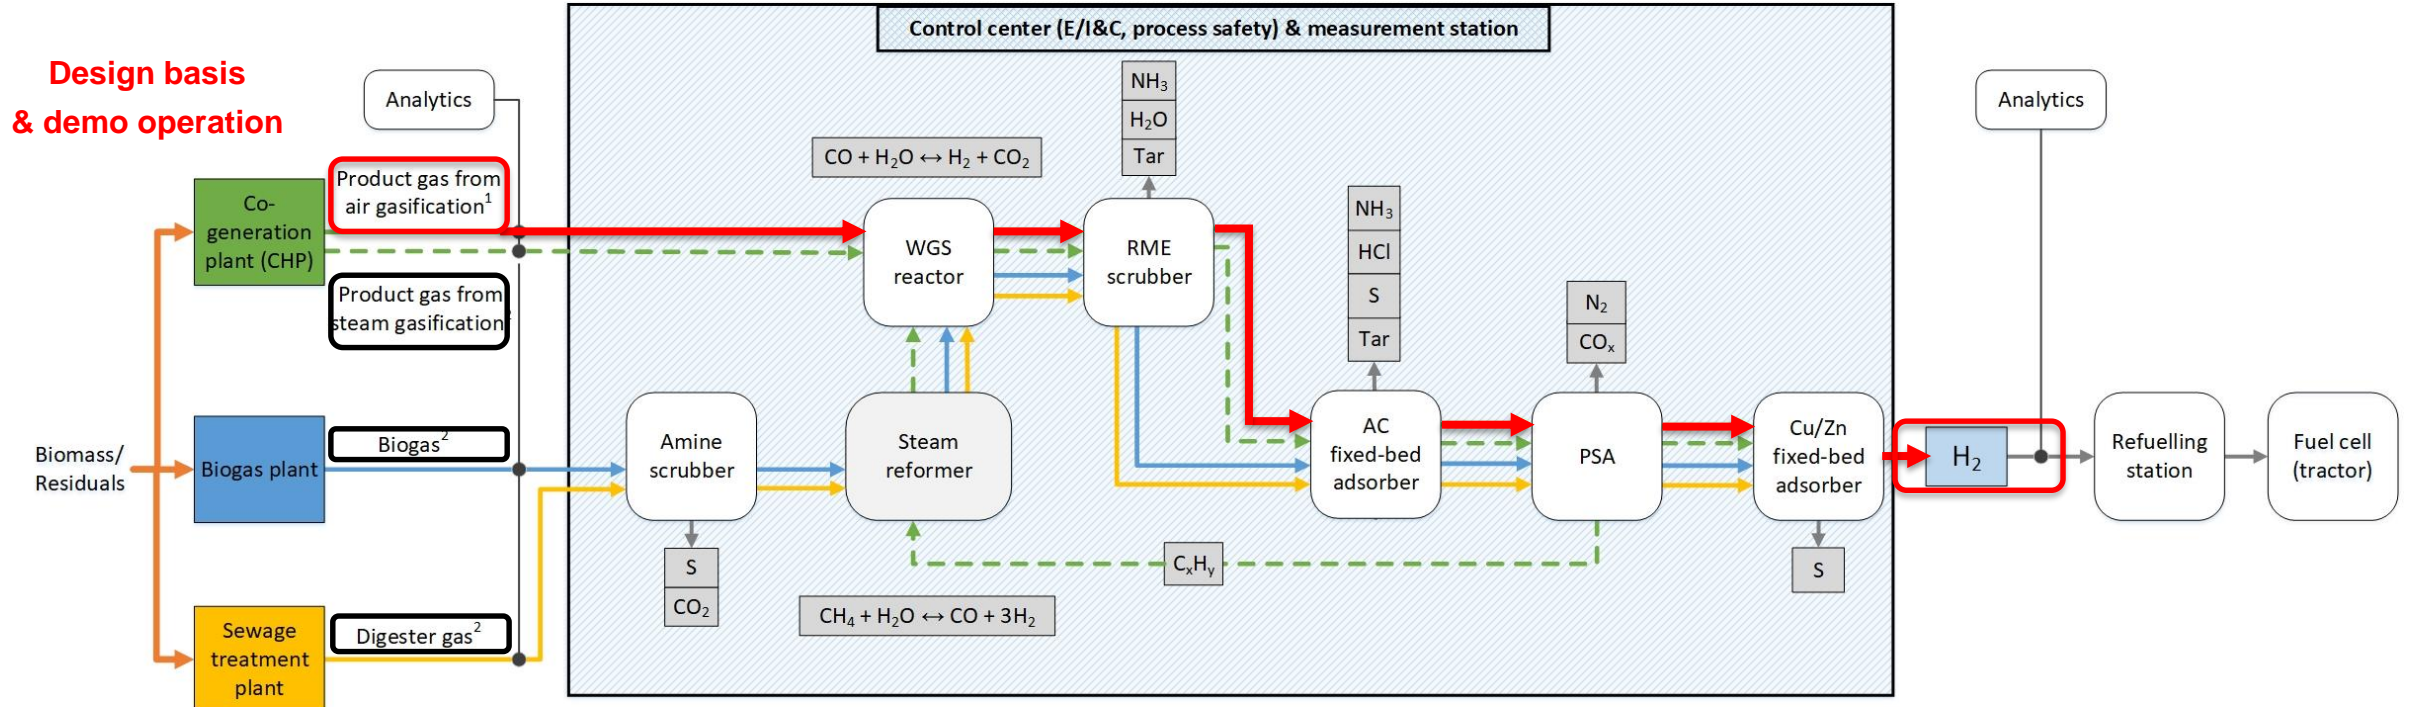 Control center (E/I&C, process safety) & measurement station
Design basis
& demo operation
Analytics
NH₃
H₂O
Tar
CO + H₂O ↔ H₂ + CO₂
Product gas from
air gasification¹
Co-
generation
plant (CHP)
WGS
reactor
RME
scrubber
Product gas from
steam gasification²
NH₃
HCl
S
Tar
N₂
COₓ
Analytics
Biomass/
Residuals
Biogas plant
Biogas²
Amine
scrubber
Steam
reformer
AC
fixed-bed
adsorber
PSA
Cu/Zn
fixed-bed
adsorber
H₂
Refuelling
station
Fuel cell
(tractor)
S
CO₂
CₓHᵧ
S
CH₄ + H₂O ↔ CO + 3H₂
Sewage
treatment
plant
Digester gas²